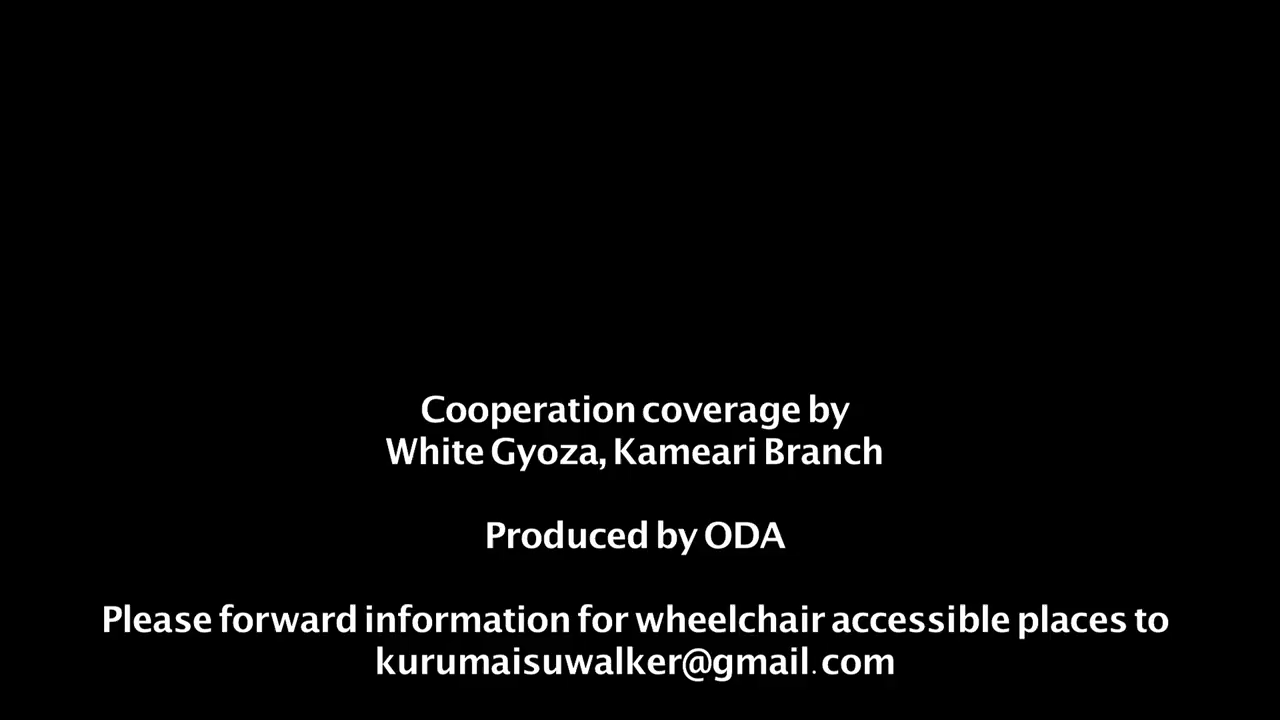 Cooperation coverage by
White Gyoza, Kameari Branch
Produced by ODA
Please forward information for wheelchair accessible places to
kurumaisuwalker@gmail.com